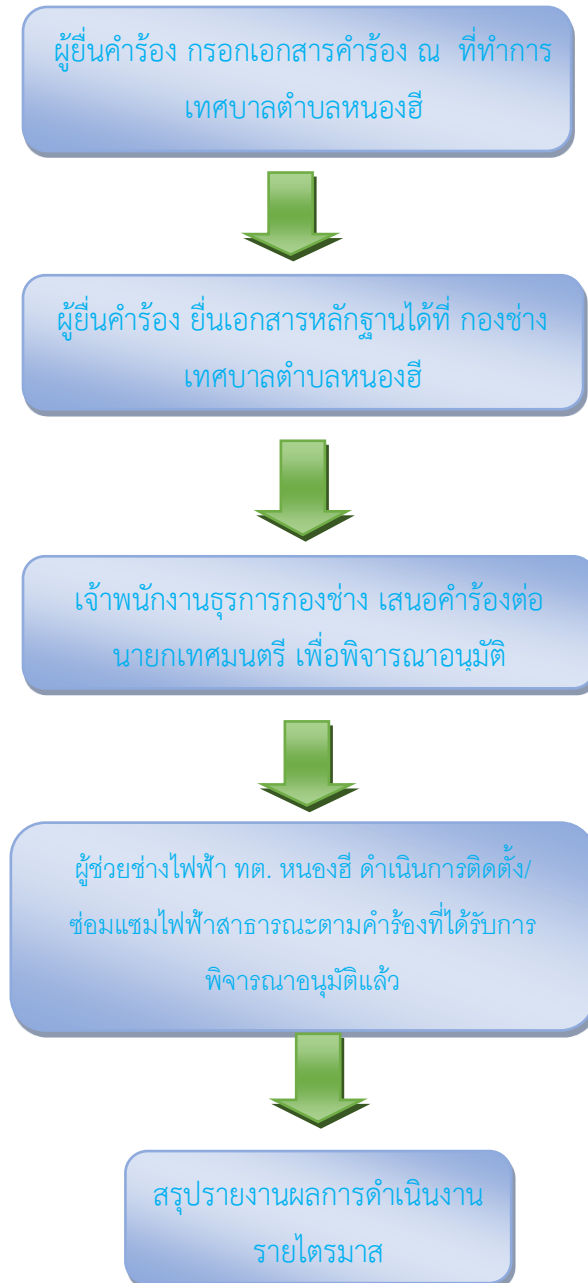 ผู้ยื่นคำร้อง กรอกเอกสารคำร้อง ณ ที่ทำการ
เทศบาลตำบลหนองฮี
ผู้ยื่นคำร้อง ยื่นเอกสารหลักฐานได้ที่ กองช่าง
เทศบาลตำบลหนองฮี
เจ้าพนักงานธุรการกองช่าง เสนอคำร้องต่อ
นายกเทศมนตรี เพื่อพิจารณาอนุมัติ
ผู้ช่วยช่างไฟฟ้า ทต. หนองฮี ดำเนินการติดตั้ง/
ซ่อมแซมไฟฟ้าสาธารณะตามคำร้องที่ได้รับการ
พิจารณาอนุมัติแล้ว
สรุปรายงานผลการดำเนินงาน
รายไตรมาส